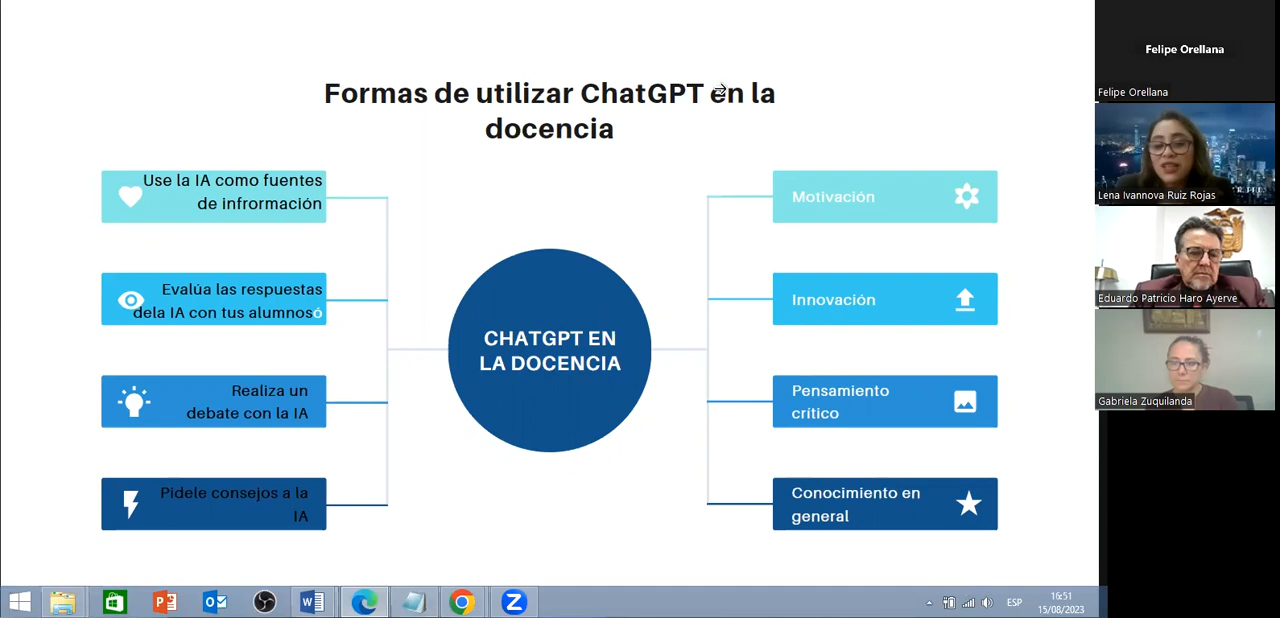 Formas de utilizar ChatGPT en la
docencia
Use la IA como fuentes
de infrormación
Evalúa las respuestas
dela IA con tus alumnosó
Realiza un
debate con la IA
Pídele consejos a la
IA
CHATGPT EN
LA DOCENCIA
Motivación
Innovación
Pensamiento
crítico
Conocimiento en
general
Felipe Orellana
Felipe Orellana
Lena Ivannova Ruiz Rojas
Eduardo Patricio Haro Ayerve
Gabriela Zuquilanda
ESP
16:51
15/08/2023